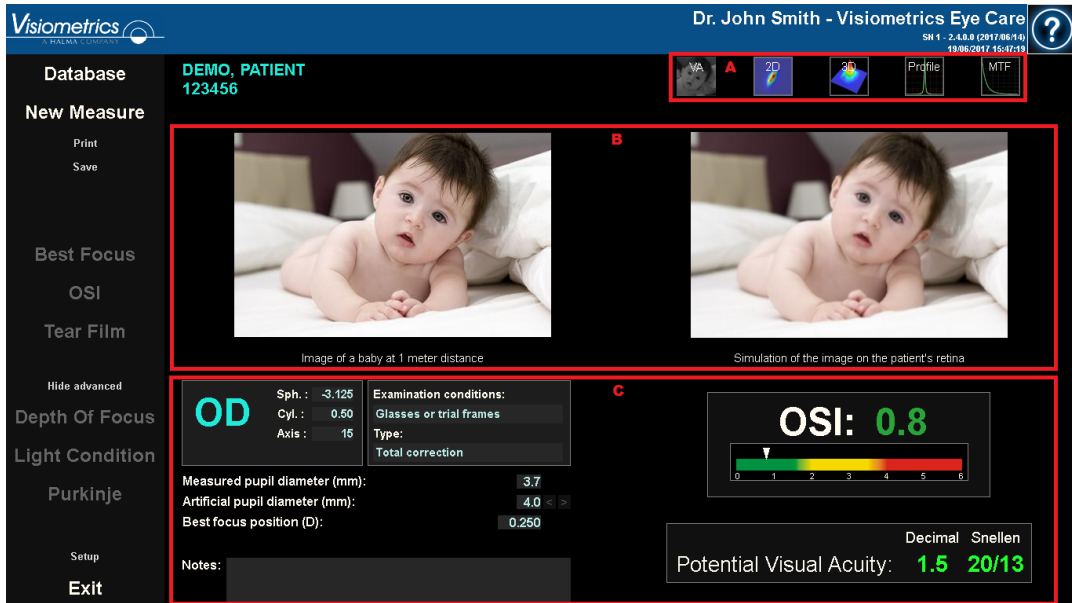 Visiometrics
A HALMA COMPANY
Dr. John Smith - Visiometrics Eye Care
SN 1 - 2.4.0.0 (2017/06/14)
19/06/2017 15:47:19
?
Database
New Measure
Print
Save
Best Focus
OSI
Tear Film
Hide advanced
Depth Of Focus
Light Condition
Purkinje
Setup
Exit
DEMO, PATIENT
123456
VA A 2D 3D Profile MTF
B
Image of a baby at 1 meter distance
Simulation of the image on the patient's retina
C
OD
Sph. : -3.125
Cyl. : 0.50
Axis : 15
Examination conditions:
Glasses or trial frames
Type:
Total correction
Measured pupil diameter (mm): 3.7
Artificial pupil diameter (mm): 4.0 < >
Best focus position (D): 0.250
Notes:
OSI: 0.8
0 1 2 3 4 5 6
Decimal Snellen
Potential Visual Acuity: 1.5 20/13